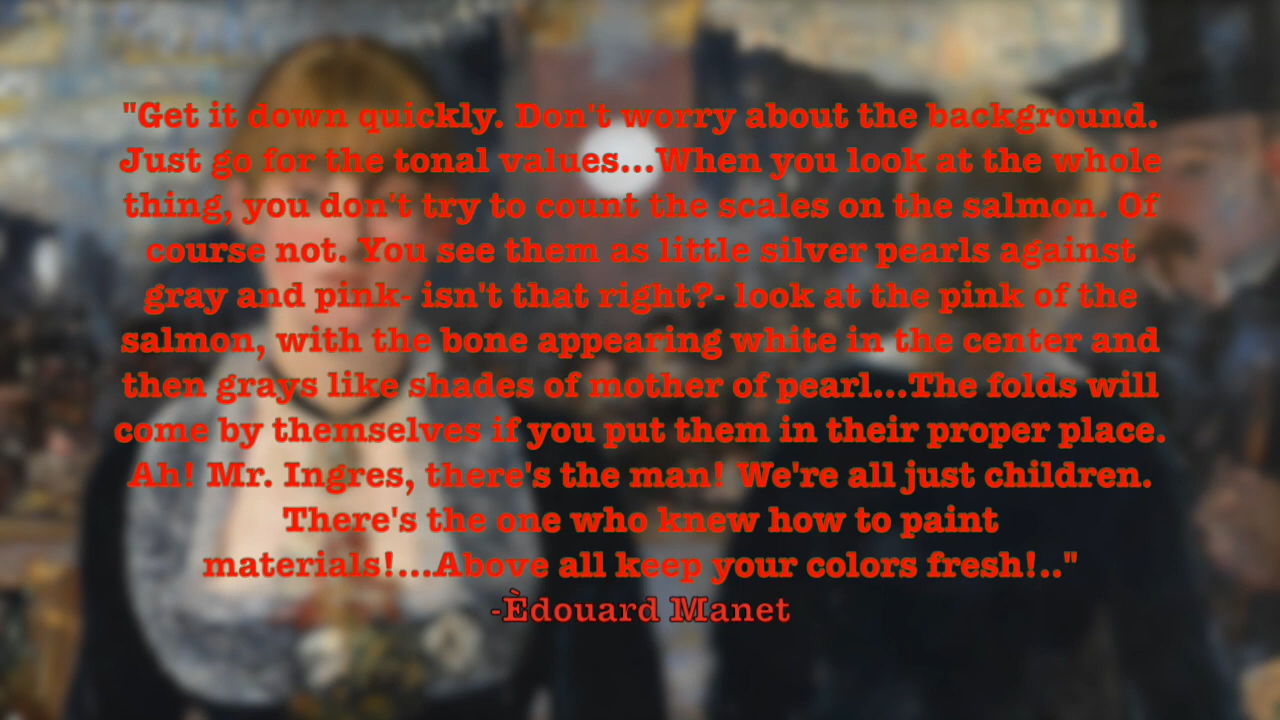 "Get it down quickly. Don't worry about the background.
Just go for the tonal values...When you look at the whole
thing, you don't try to count the scales on the salmon. Of
course not. You see them as little silver pearls against
gray and pink- isn't that right?- look at the pink of the
salmon, with the bone appearing white in the center and
then grays like shades of mother of pearl...The folds will
come by themselves if you put them in their proper place.
Ah! Mr. Ingres, there's the man! We're all just children.
There's the one who knew how to paint
materials!...Above all keep your colors fresh!.."
-Èdouard Manet